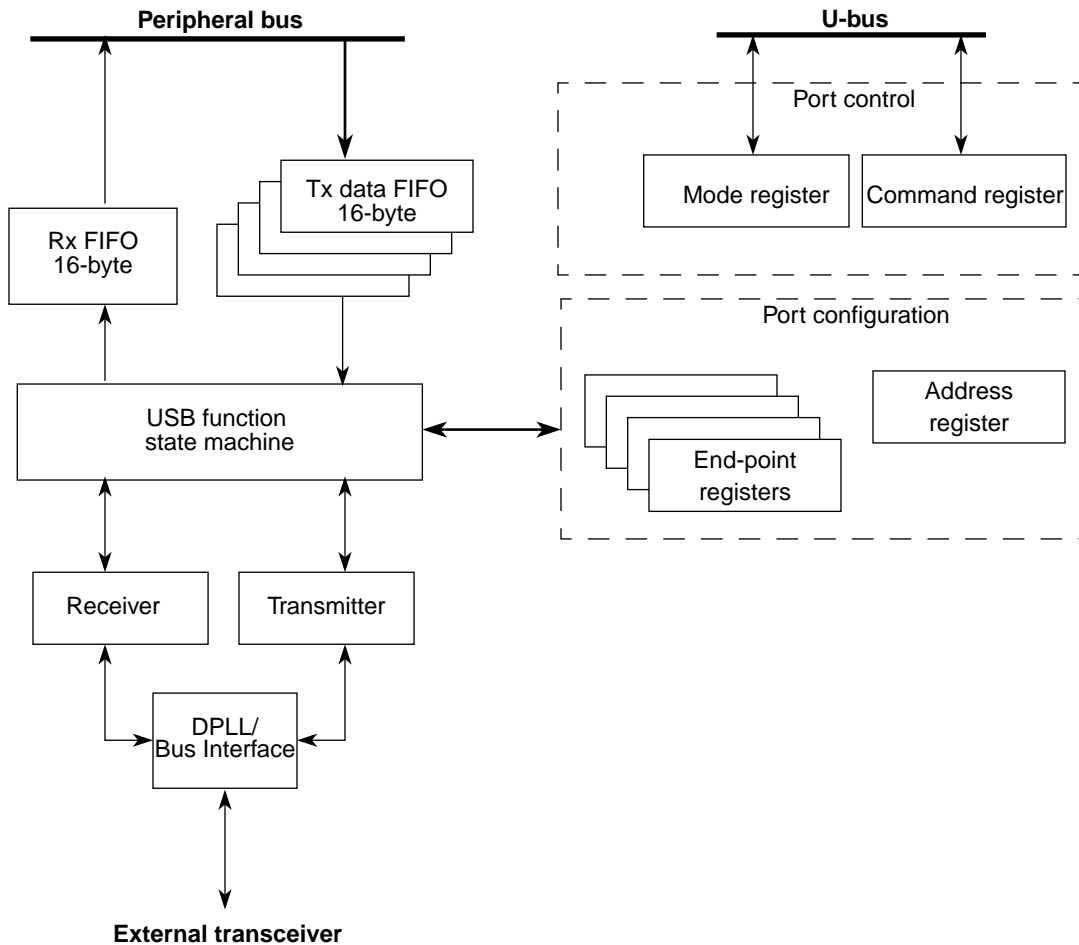 Peripheral bus
U-bus
Port control
Mode register
Command register
Tx data FIFO
16-byte
Rx FIFO
16-byte
Port configuration
USB function
state machine
Address
register
End-point
registers
Receiver
Transmitter
DPLL/
Bus Interface
External transceiver